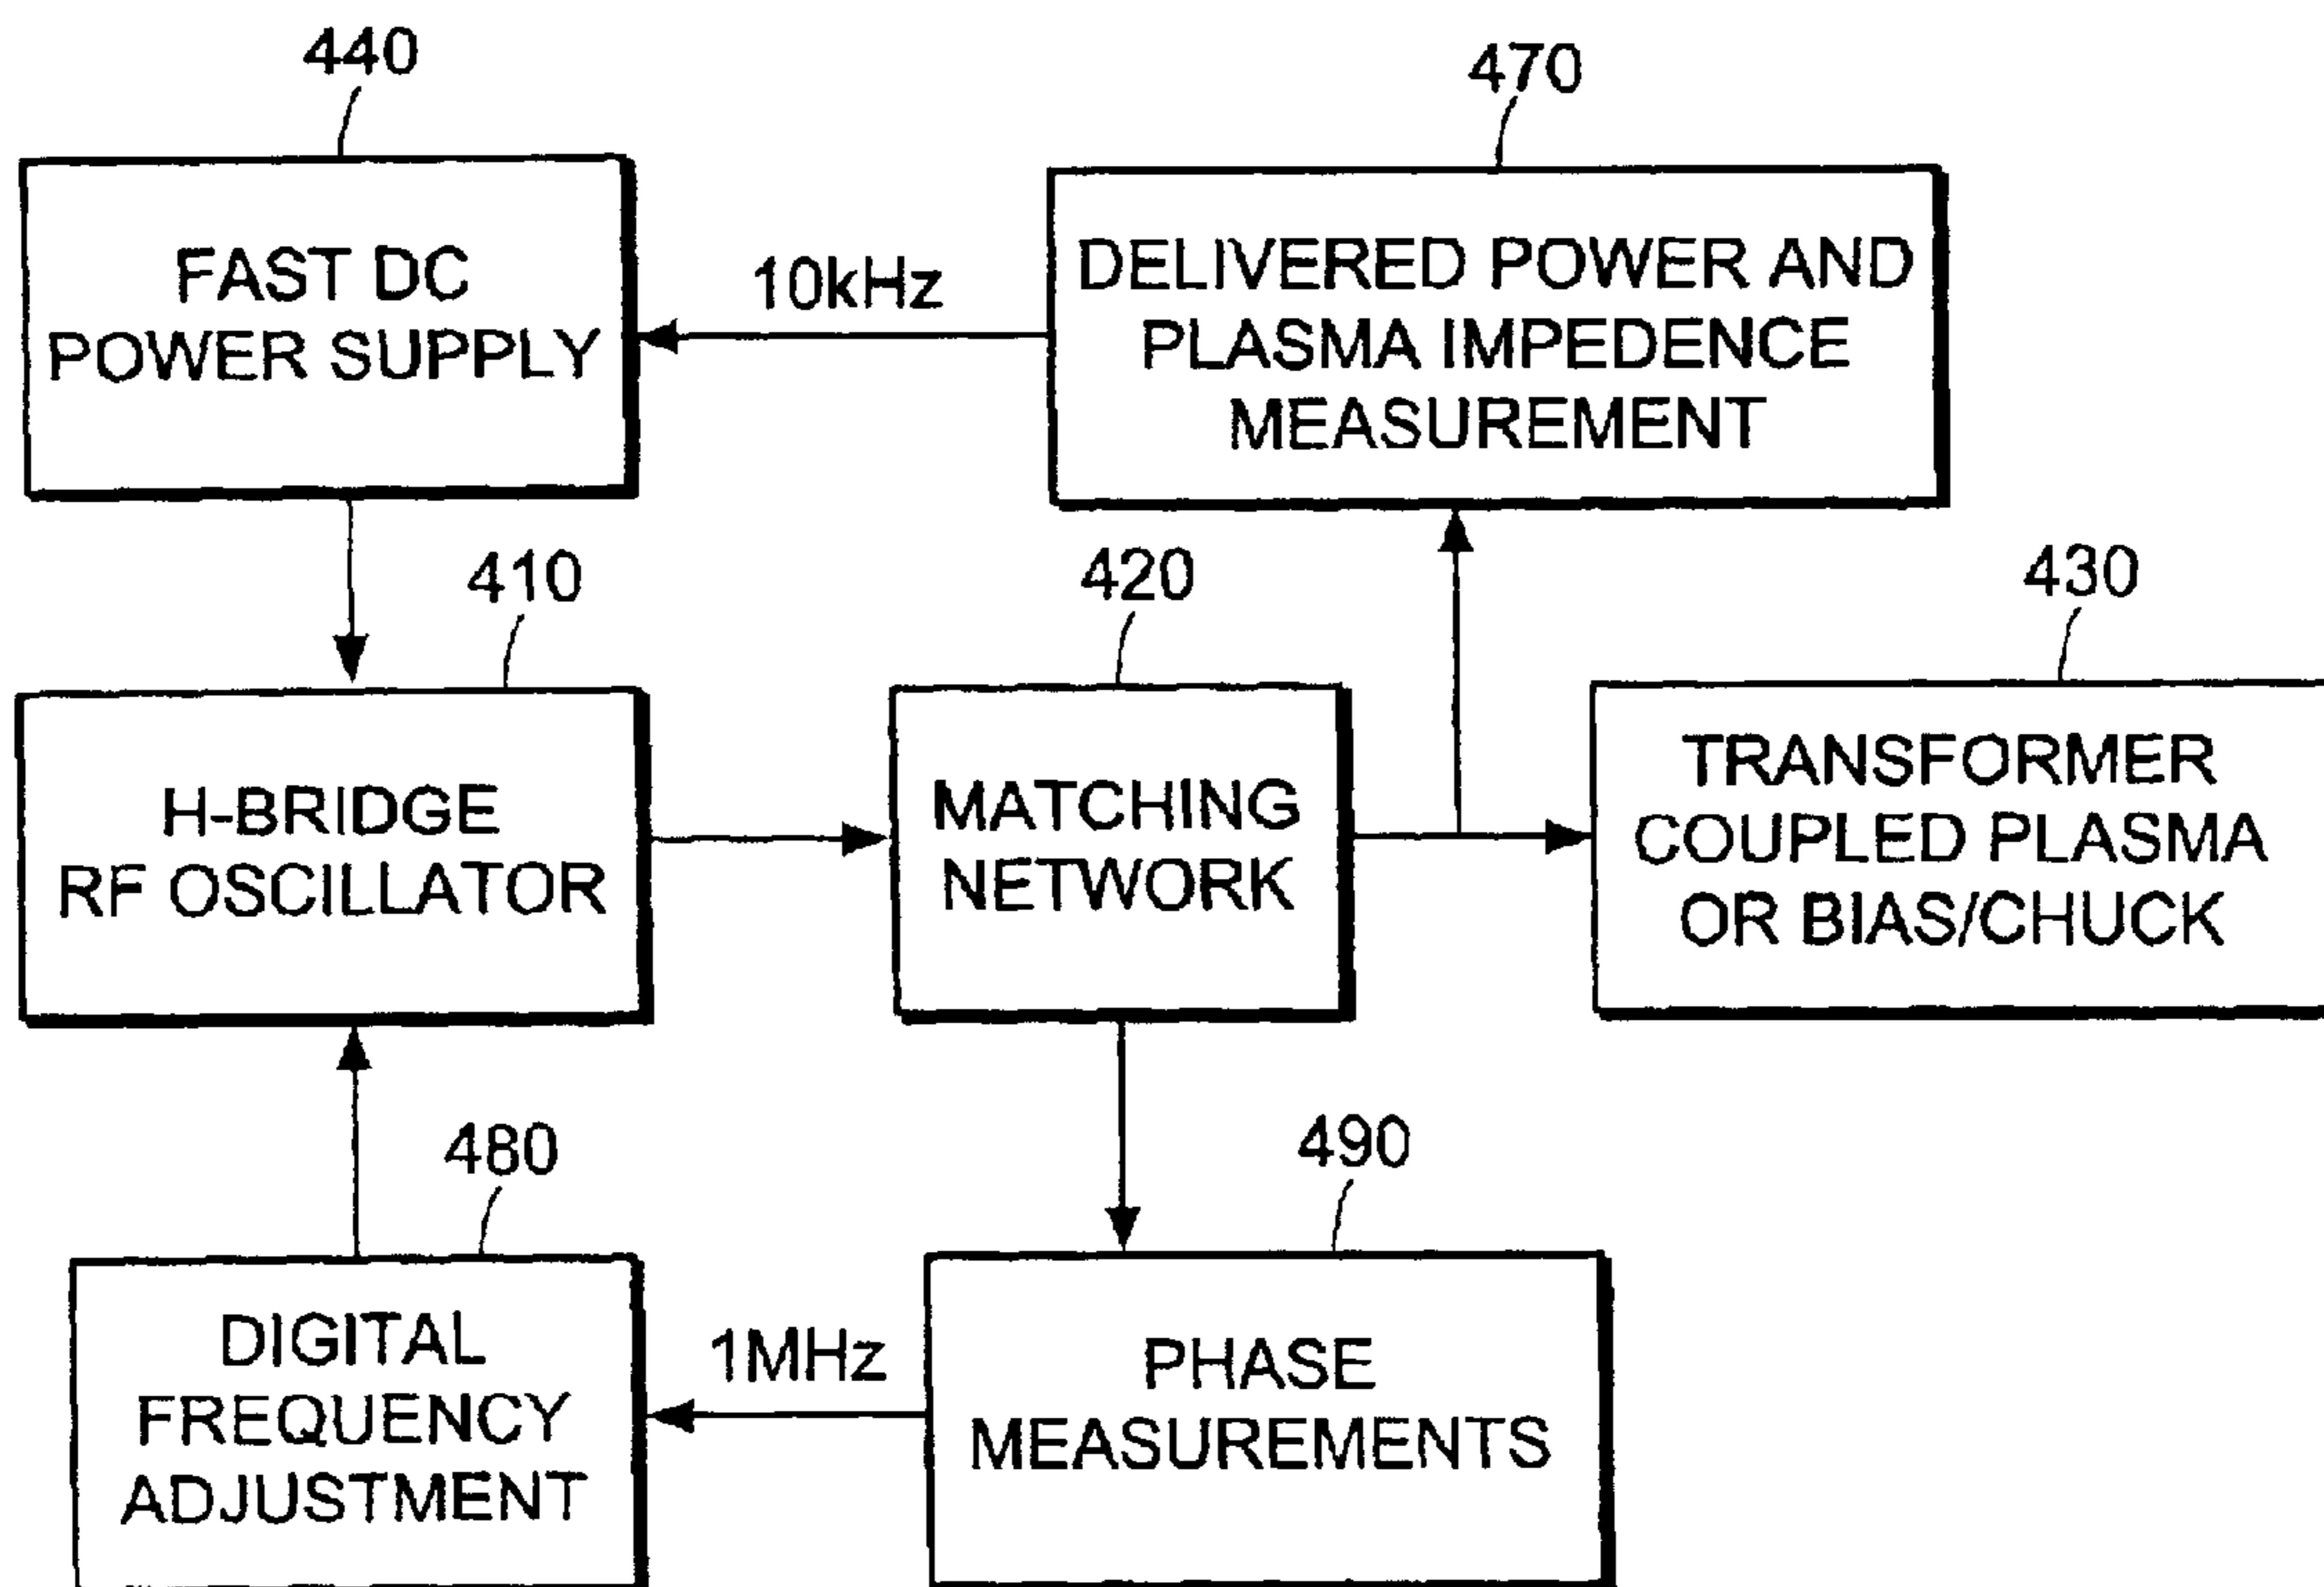 440
470
FAST DC
POWER SUPPLY
10kHz
DELIVERED POWER AND
PLASMA IMPEDENCE
MEASUREMENT
410
420
430
H-BRIDGE
RF OSCILLATOR
MATCHING
NETWORK
TRANSFORMER
COUPLED PLASMA
OR BIAS/CHUCK
480
490
DIGITAL
FREQUENCY
ADJUSTMENT
1MHz
PHASE
MEASUREMENTS